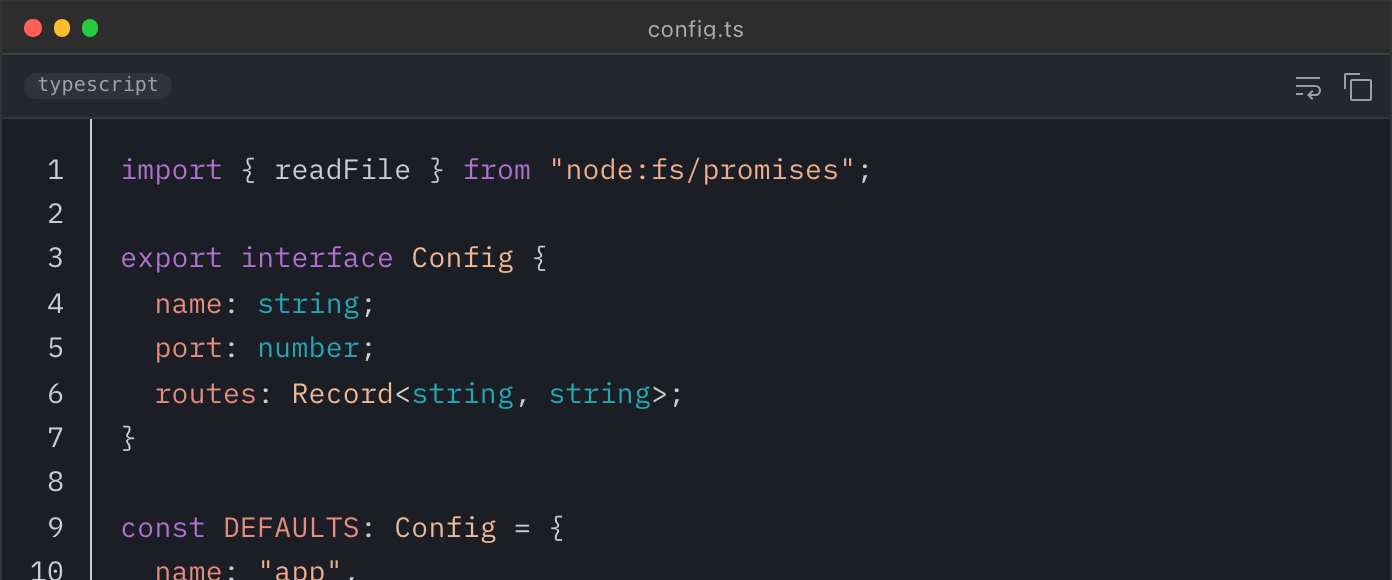 config.ts
typescript
1 import { readFile } from "node:fs/promises";
2
3 export interface Config {
4   name: string;
5   port: number;
6   routes: Record<string, string>;
7 }
8
9 const DEFAULTS: Config = {
10   name: "app",